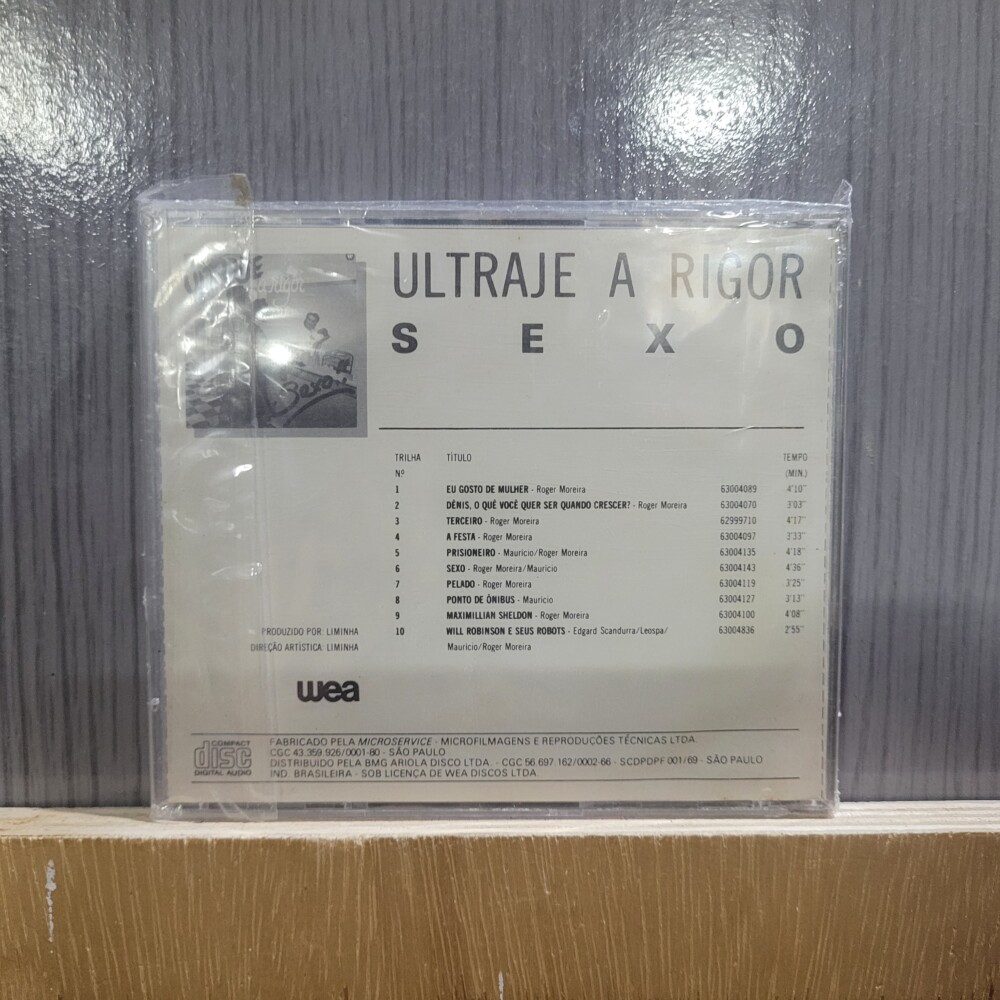 ULTRAJE A RIGOR
SEXO
Sexo!!
TRILHA Nº TÍTULO TEMPO (MIN.)
1 EU GOSTO DE MULHER - Roger Moreira 63004089 4'10"
2 DÊNIS, O QUÊ VOCÊ QUER SER QUANDO CRESCER? - Roger Moreira 63004070 3'03"
3 TERCEIRO - Roger Moreira 62999710 4'17"
4 A FESTA - Roger Moreira 63004097 3'33"
5 PRISIONEIRO - Maurício/Roger Moreira 63004135 4'18"
6 SEXO - Roger Moreira/Maurício 63004143 4'36"
7 PELADO - Roger Moreira 63004119 3'25"
8 PONTO DE ÔNIBUS - Maurício 63004127 3'13"
9 MAXIMILLIAN SHELDON - Roger Moreira 63004100 4'08"
10 WILL ROBINSON E SEUS ROBOTS - Edgard Scandurra/Leospa/ 63004836 2'55"
Maurício/Roger Moreira
PRODUZIDO POR: LIMINHA
DIREÇÃO ARTÍSTICA: LIMINHA
wea
COMPACT
disc
DIGITAL AUDIO
FABRICADO PELA MICROSERVICE - MICROFILMAGENS E REPRODUÇÕES TÉCNICAS LTDA.
CGC 43.359.926/0001-80 - SÃO PAULO
DISTRIBUIDO PELA BMG ARIOLA DISCO LTDA. - CGC 56.697.162/0002-66 - SCDPDPF 001/69 - SÃO PAULO
IND. BRASILEIRA - SOB LICENÇA DE WEA DISCOS LTDA